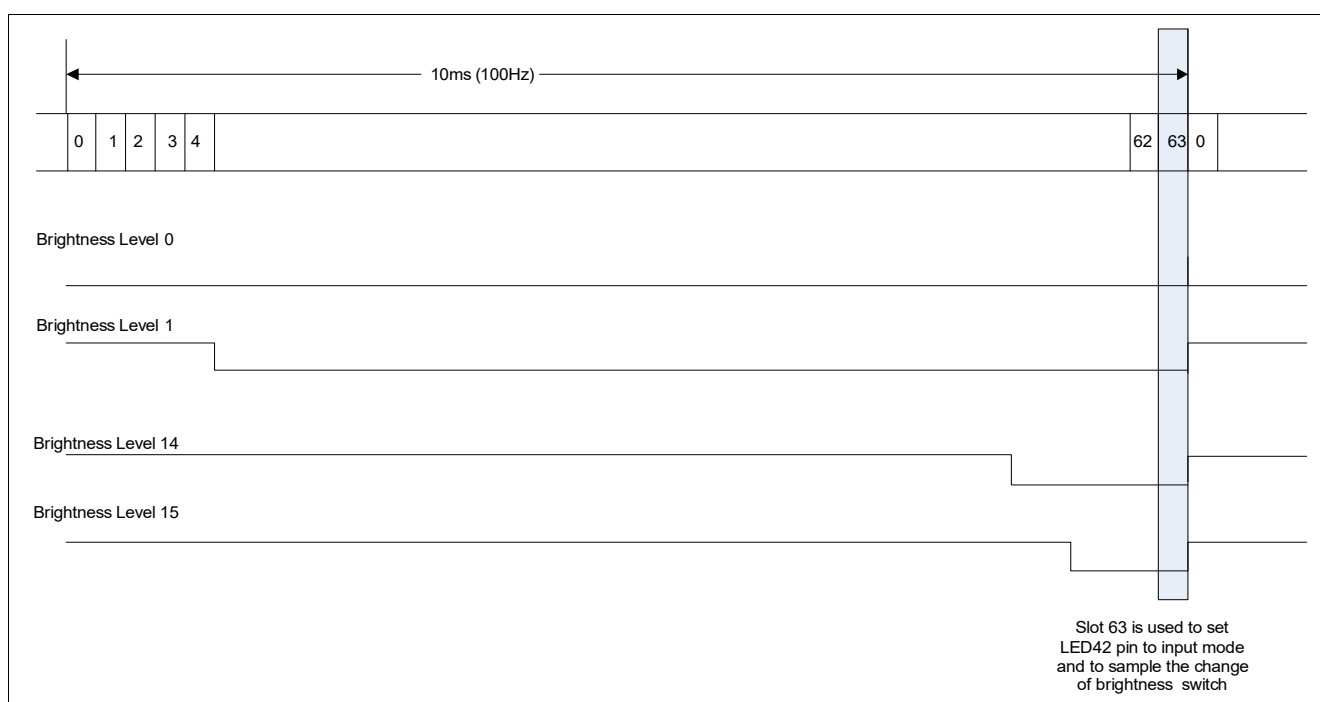 10ms (100Hz)
0 1 2 3 4 62 63 0
Brightness Level 0
Brightness Level 1
Brightness Level 14
Brightness Level 15
Slot 63 is used to set
LED42 pin to input mode
and to sample the change
of brightness switch